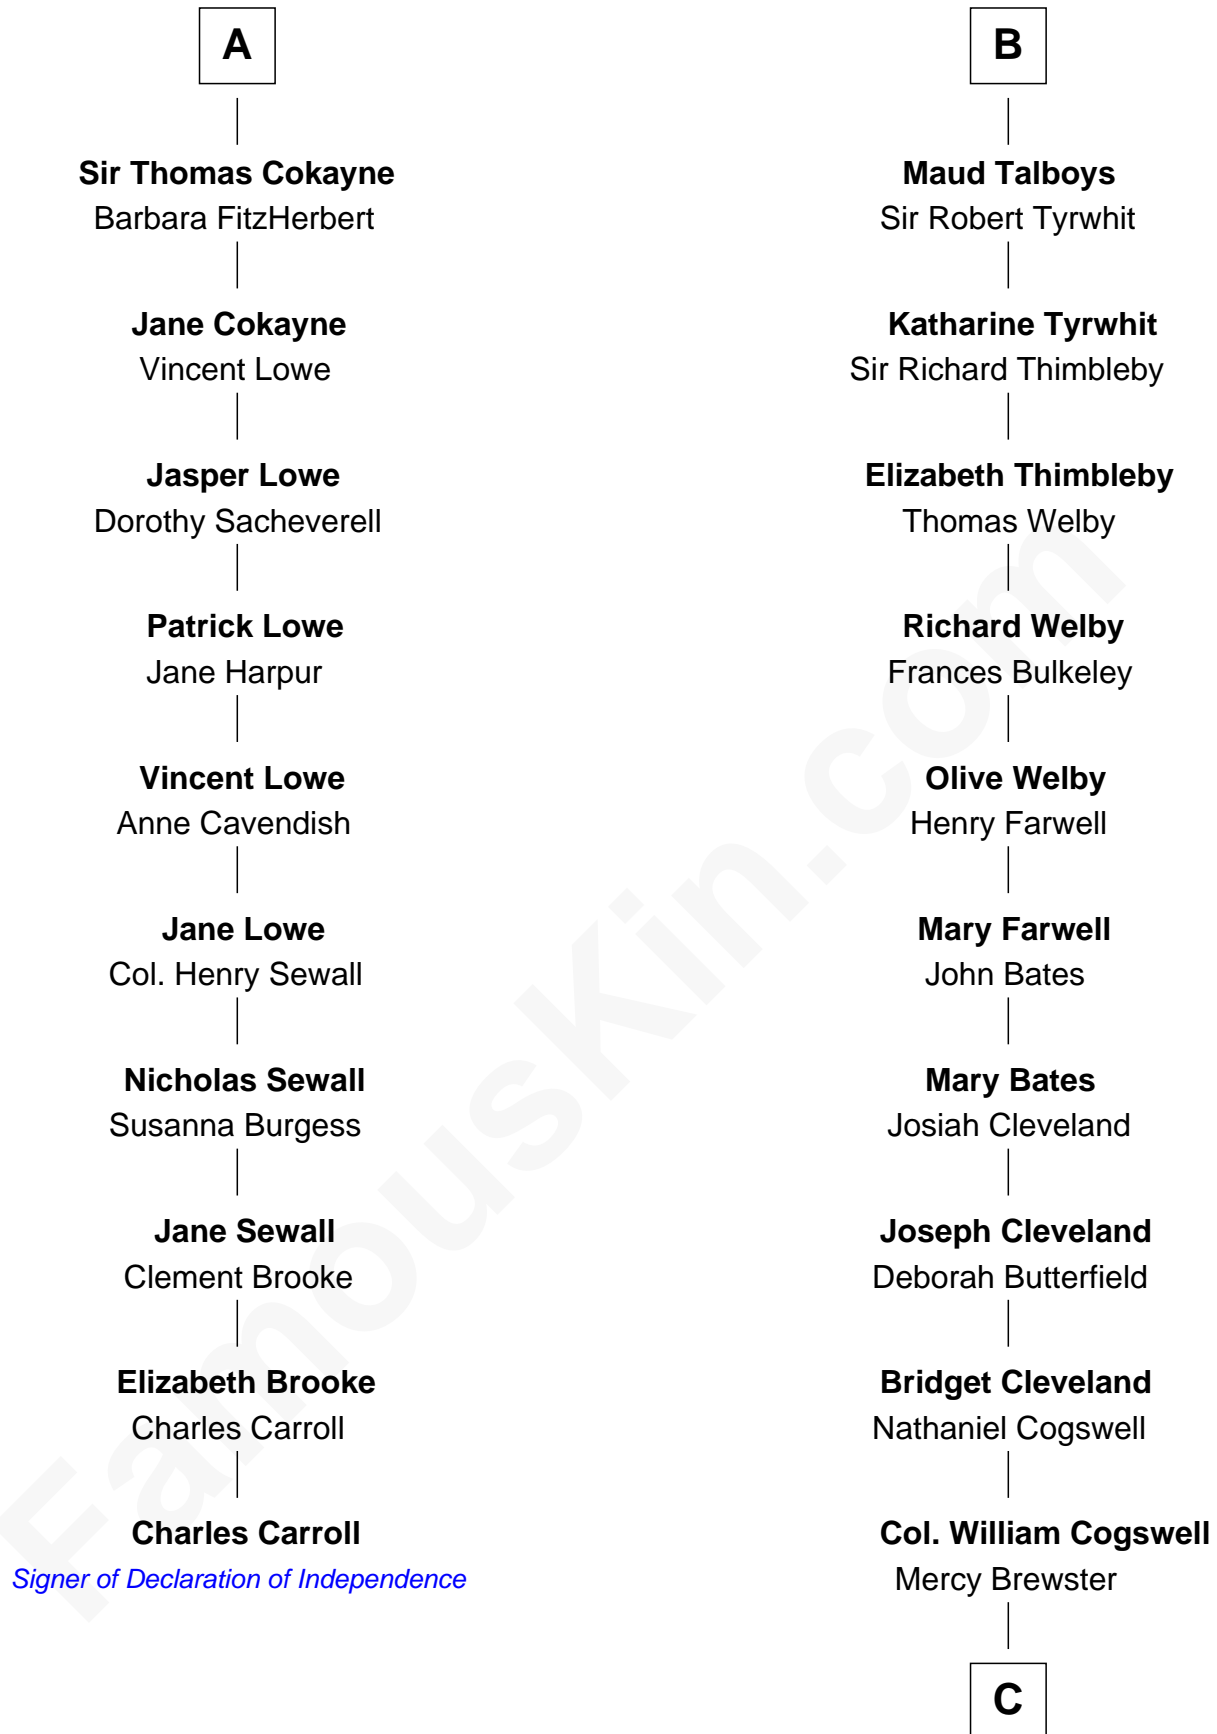 A
Sir Thomas Cokayne
Barbara FitzHerbert
Jane Cokayne
Vincent Lowe
Jasper Lowe
Dorothy Sacheverell
Patrick Lowe
Jane Harpur
Vincent Lowe
Anne Cavendish
Jane Lowe
Col. Henry Sewall
Nicholas Sewall
Susanna Burgess
Jane Sewall
Clement Brooke
Elizabeth Brooke
Charles Carroll
Charles Carroll
Signer of Declaration of Independence
B
Maud Talboys
Sir Robert Tyrwhit
Katharine Tyrwhit
Sir Richard Thimbleby
Elizabeth Thimbleby
Thomas Welby
Richard Welby
Frances Bulkeley
Olive Welby
Henry Farwell
Mary Farwell
John Bates
Mary Bates
Josiah Cleveland
Joseph Cleveland
Deborah Butterfield
Bridget Cleveland
Nathaniel Cogswell
Col. William Cogswell
Mercy Brewster
C
FamousKin.com